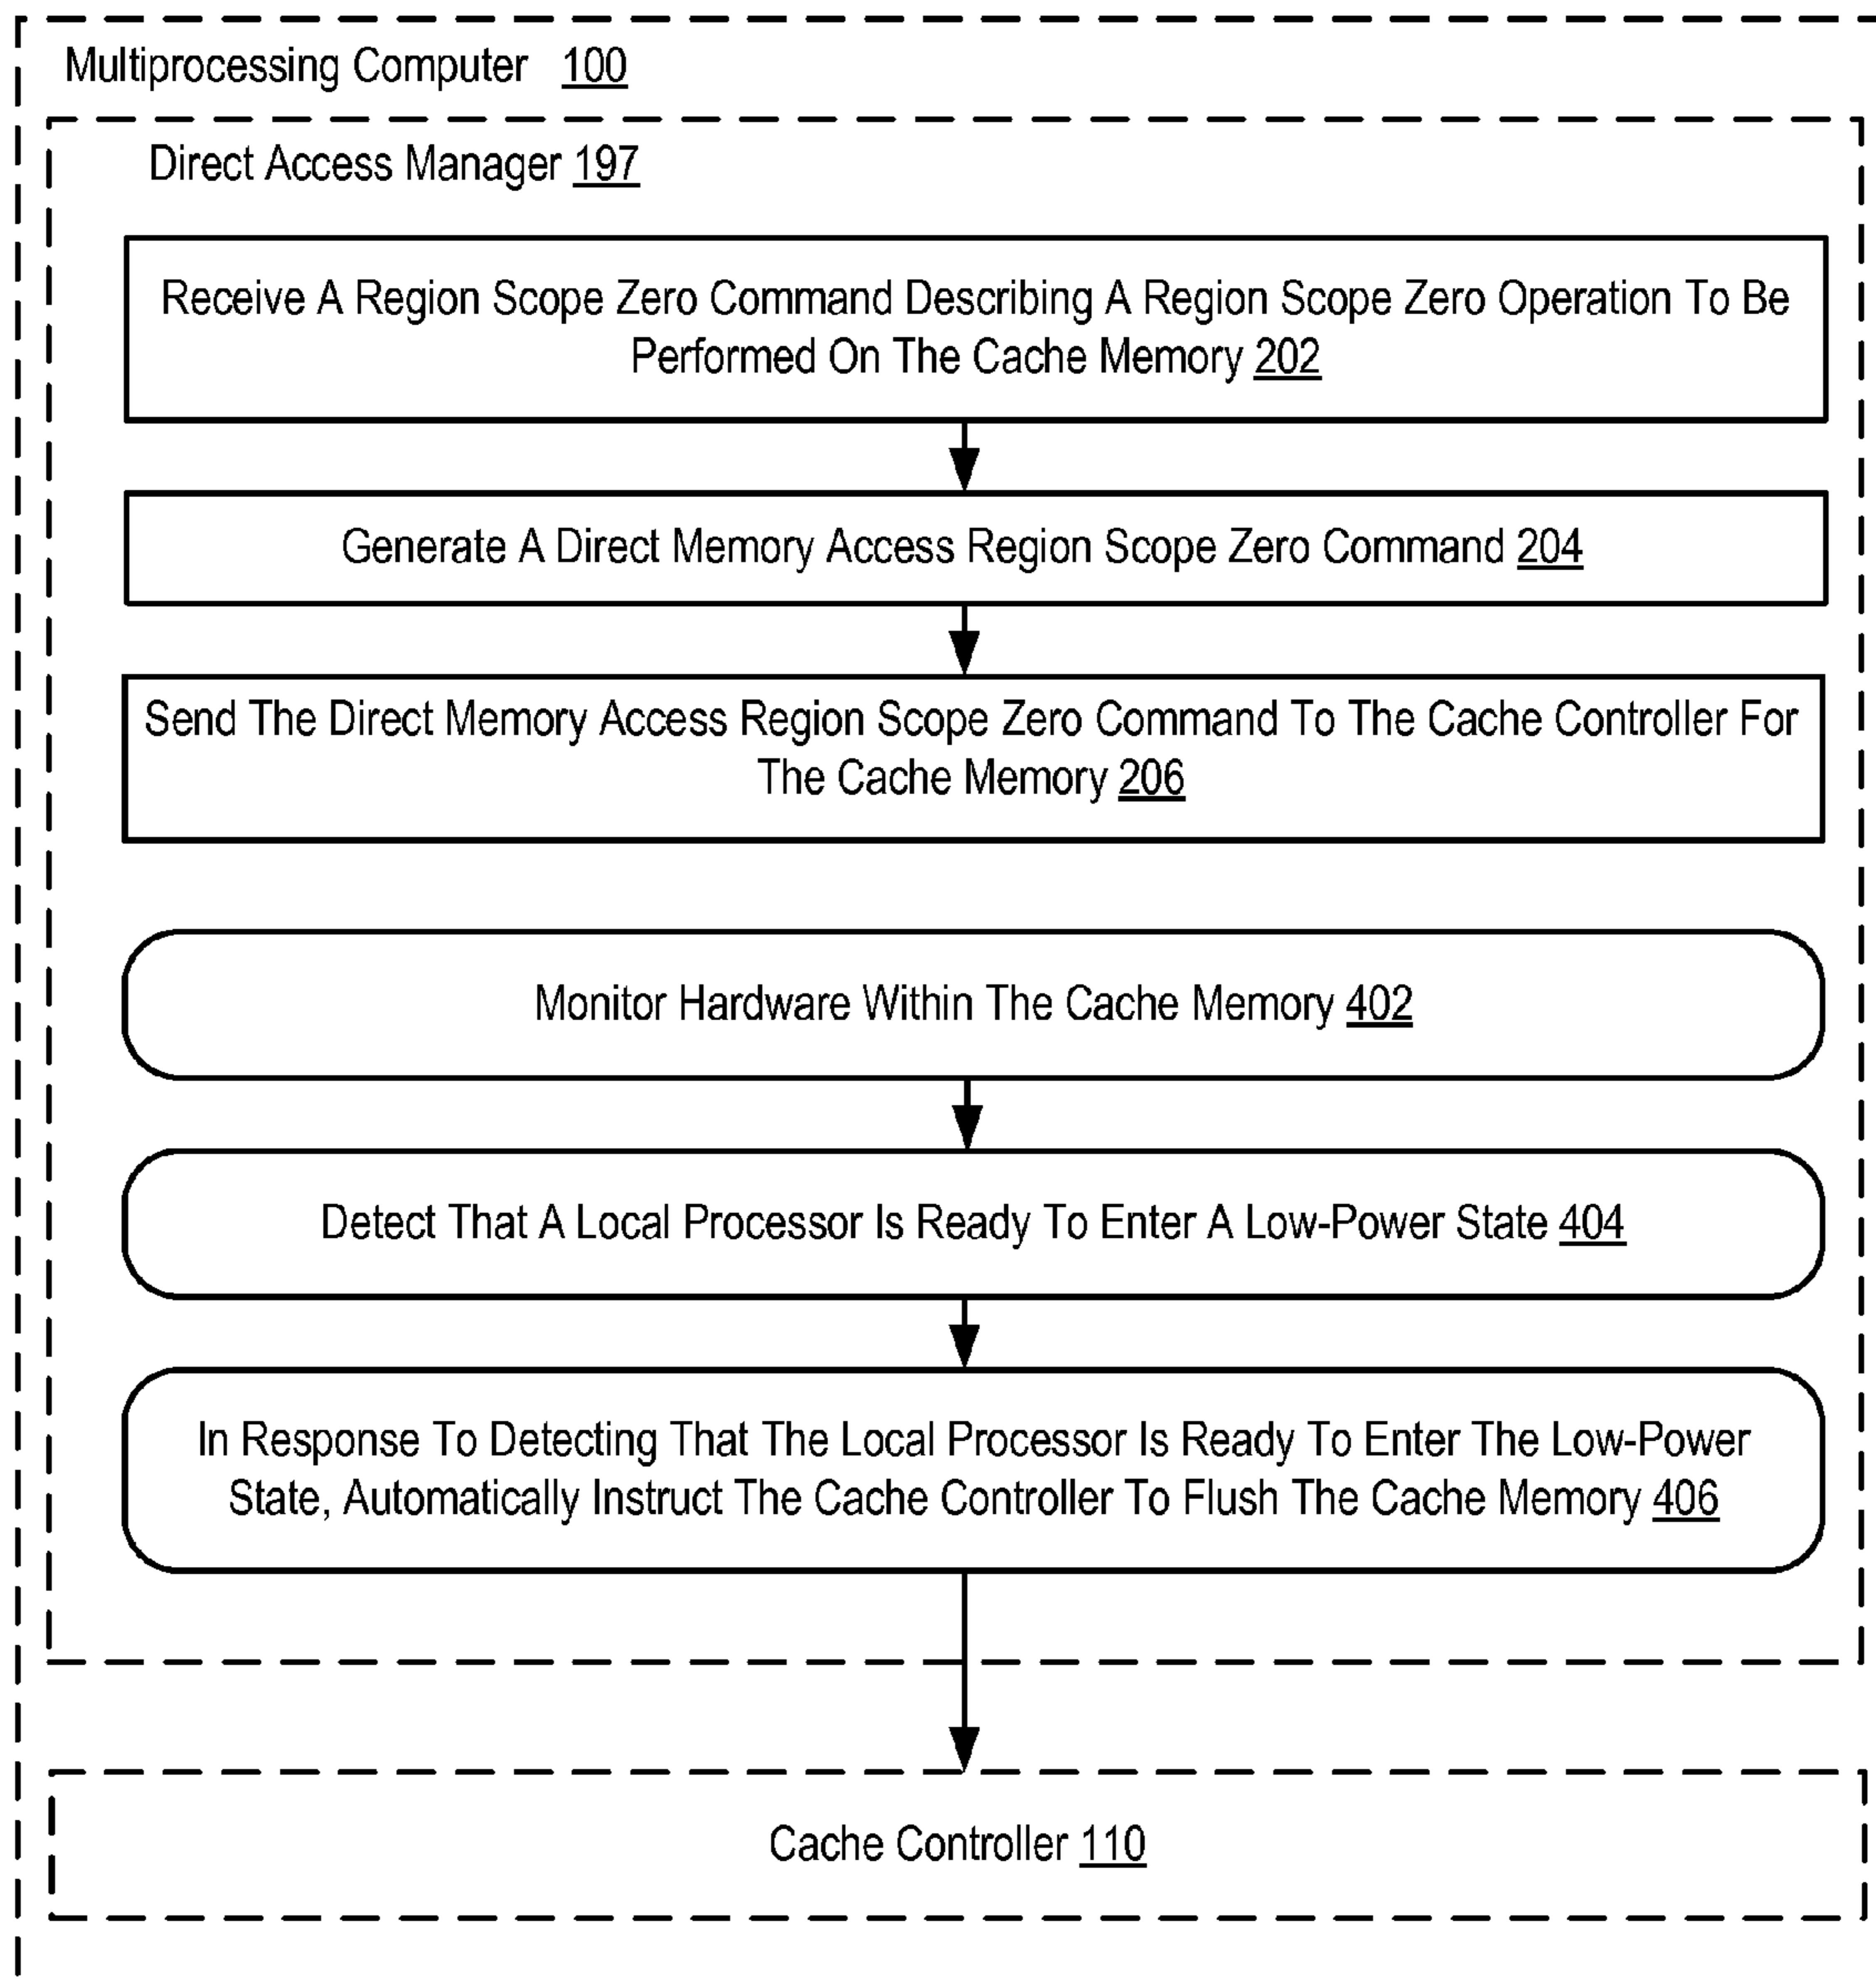 Multiprocessing Computer 100
Direct Access Manager 197
Receive A Region Scope Zero Command Describing A Region Scope Zero Operation To Be
Performed On The Cache Memory 202
Generate A Direct Memory Access Region Scope Zero Command 204
Send The Direct Memory Access Region Scope Zero Command To The Cache Controller For
The Cache Memory 206
Monitor Hardware Within The Cache Memory 402
Detect That A Local Processor Is Ready To Enter A Low-Power State 404
In Response To Detecting That The Local Processor Is Ready To Enter The Low-Power
State, Automatically Instruct The Cache Controller To Flush The Cache Memory 406
Cache Controller 110